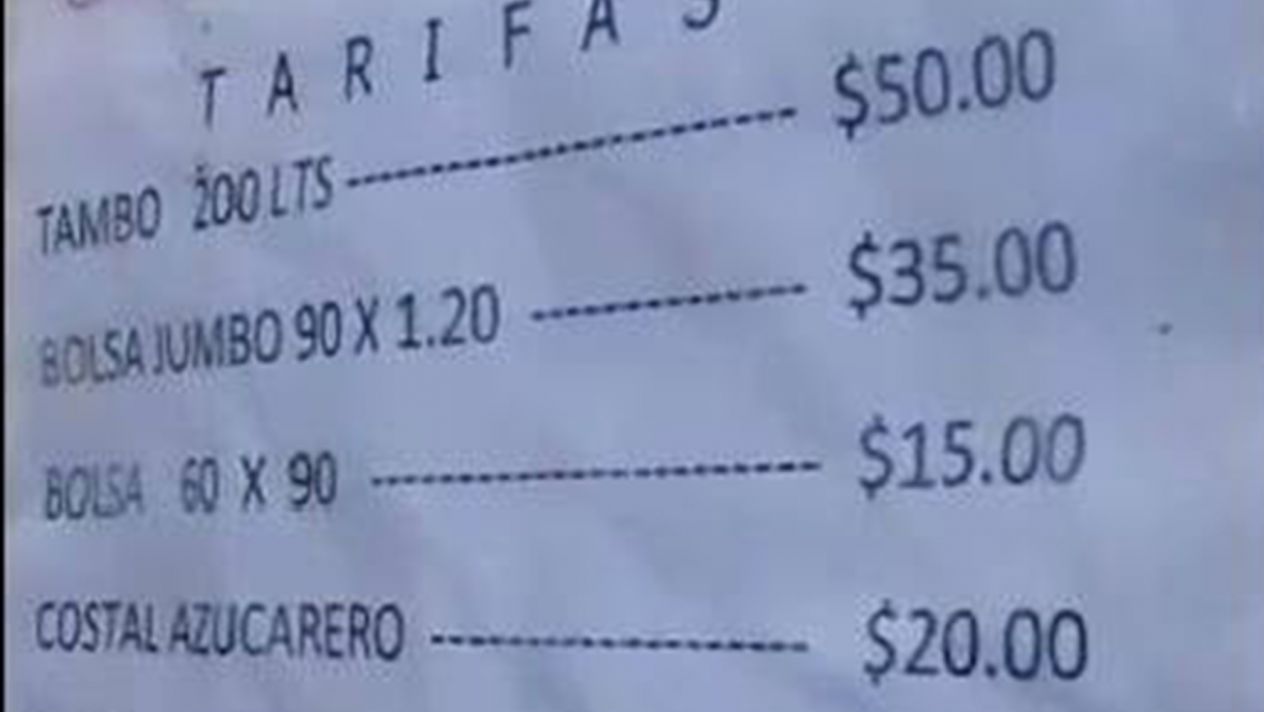 TARIFAS
TAMBO 200 LTS -------------------- $50.00
BOLSA JUMBO 90 X 1.20 ------------- $35.00
BOLSA 60 X 90 --------------------- $15.00
COSTAL AZUCARERO ------------------ $20.00